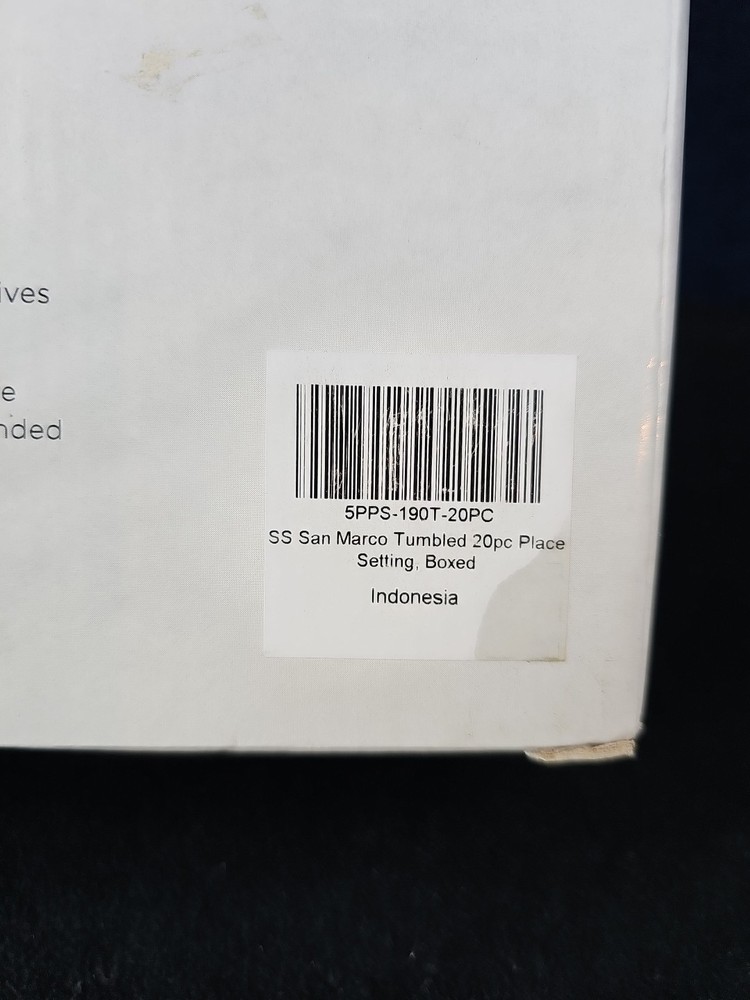 ives
e
nded
5PPS-190T-20PC
SS San Marco Tumbled 20pc Place
Setting, Boxed
Indonesia